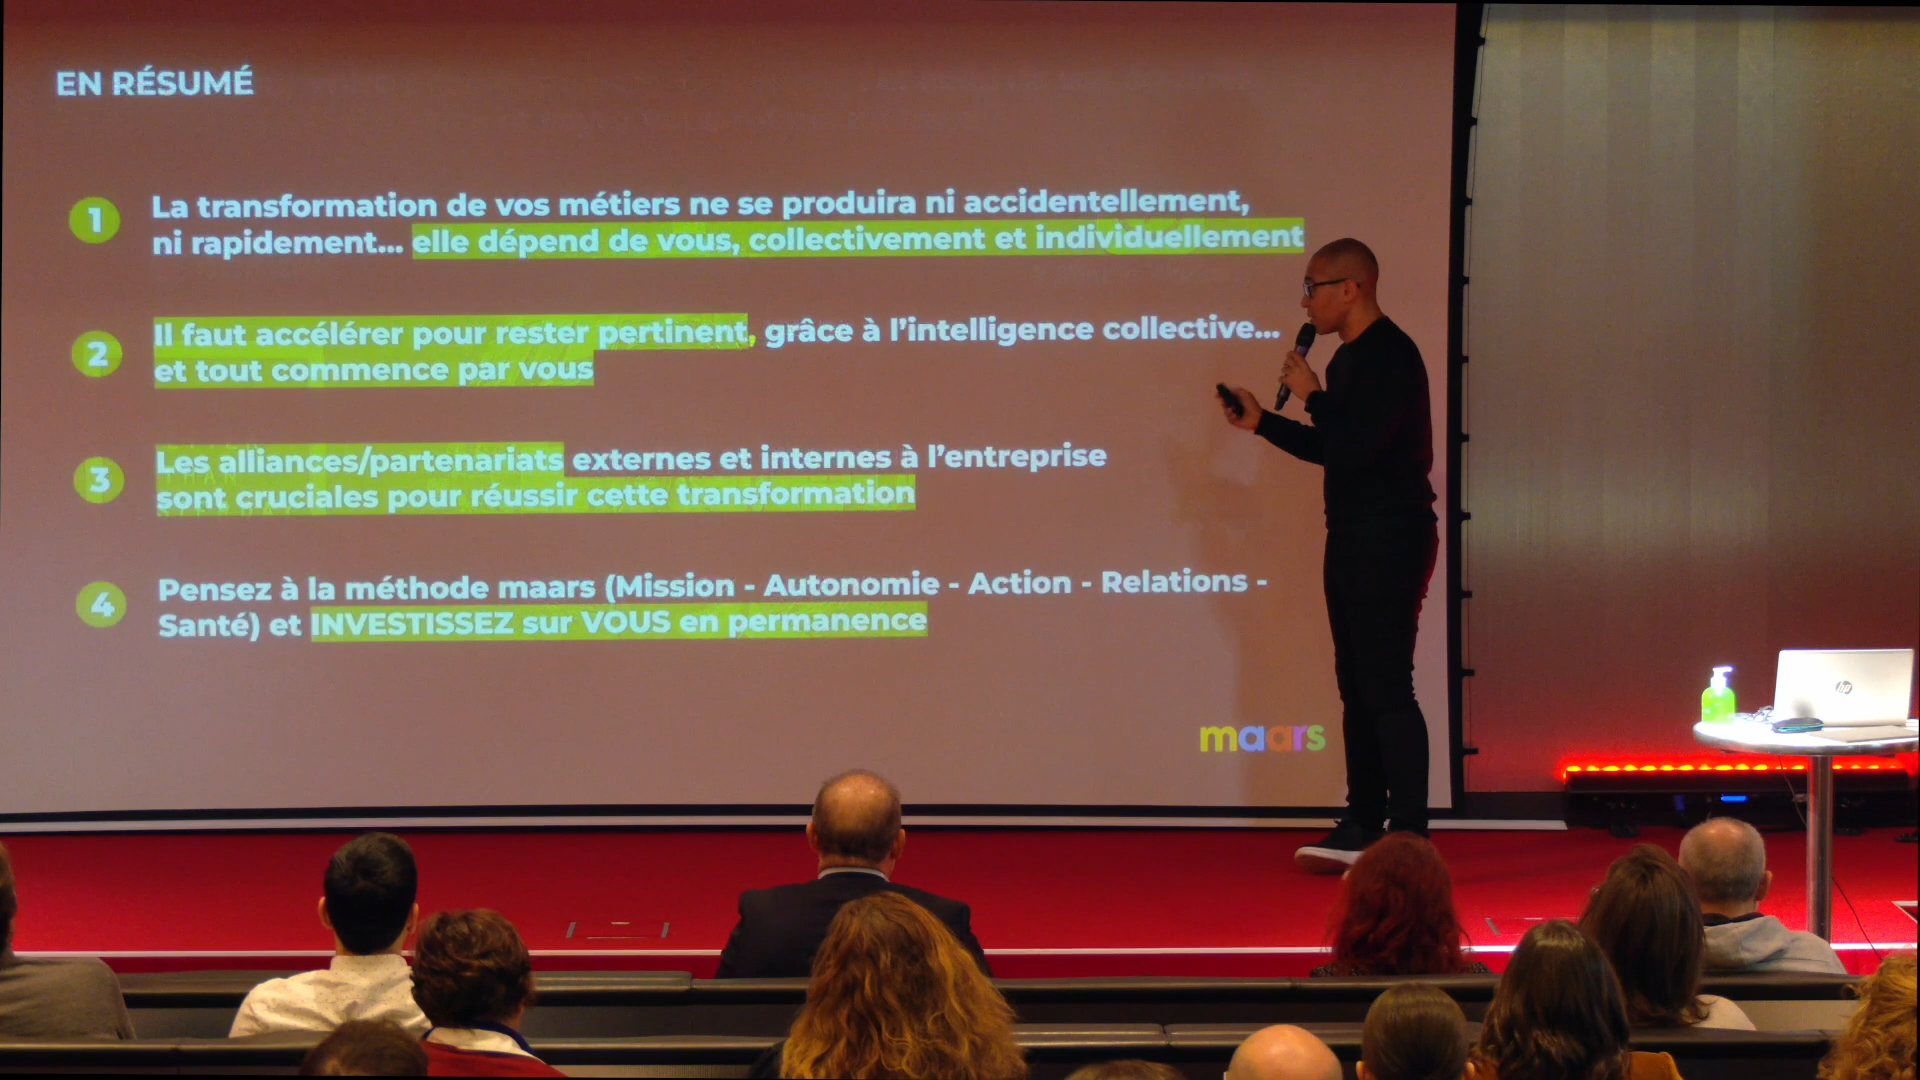 EN RÉSUMÉ
1
La transformation de vos métiers ne se produira ni accidentellement,
ni rapidement... elle dépend de vous, collectivement et individuellement
2
Il faut accélérer pour rester pertinent, grâce à l'intelligence collective...
et tout commence par vous
3
Les alliances/partenariats externes et internes à l'entreprise
sont cruciales pour réussir cette transformation
4
Pensez à la méthode maars (Mission - Autonomie - Action - Relations -
Santé) et INVESTISSEZ sur VOUS en permanence
maars
hp